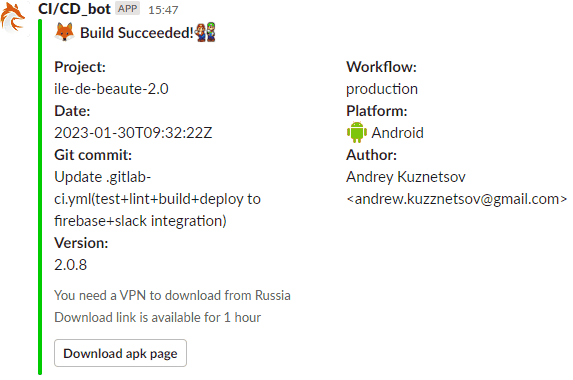 CI/CD_bot APP 15:47
Build Succeeded!
Project:
ile-de-beaute-2.0
Workflow:
production
Date:
2023-01-30T09:32:22Z
Platform:
Android
Git commit:
Update .gitlab-
ci.yml(test+lint+build+deploy to
firebase+slack integration)
Author:
Andrey Kuznetsov
<andrew.kuzznetsov@gmail.com>
Version:
2.0.8
You need a VPN to download from Russia
Download link is available for 1 hour
Download apk page